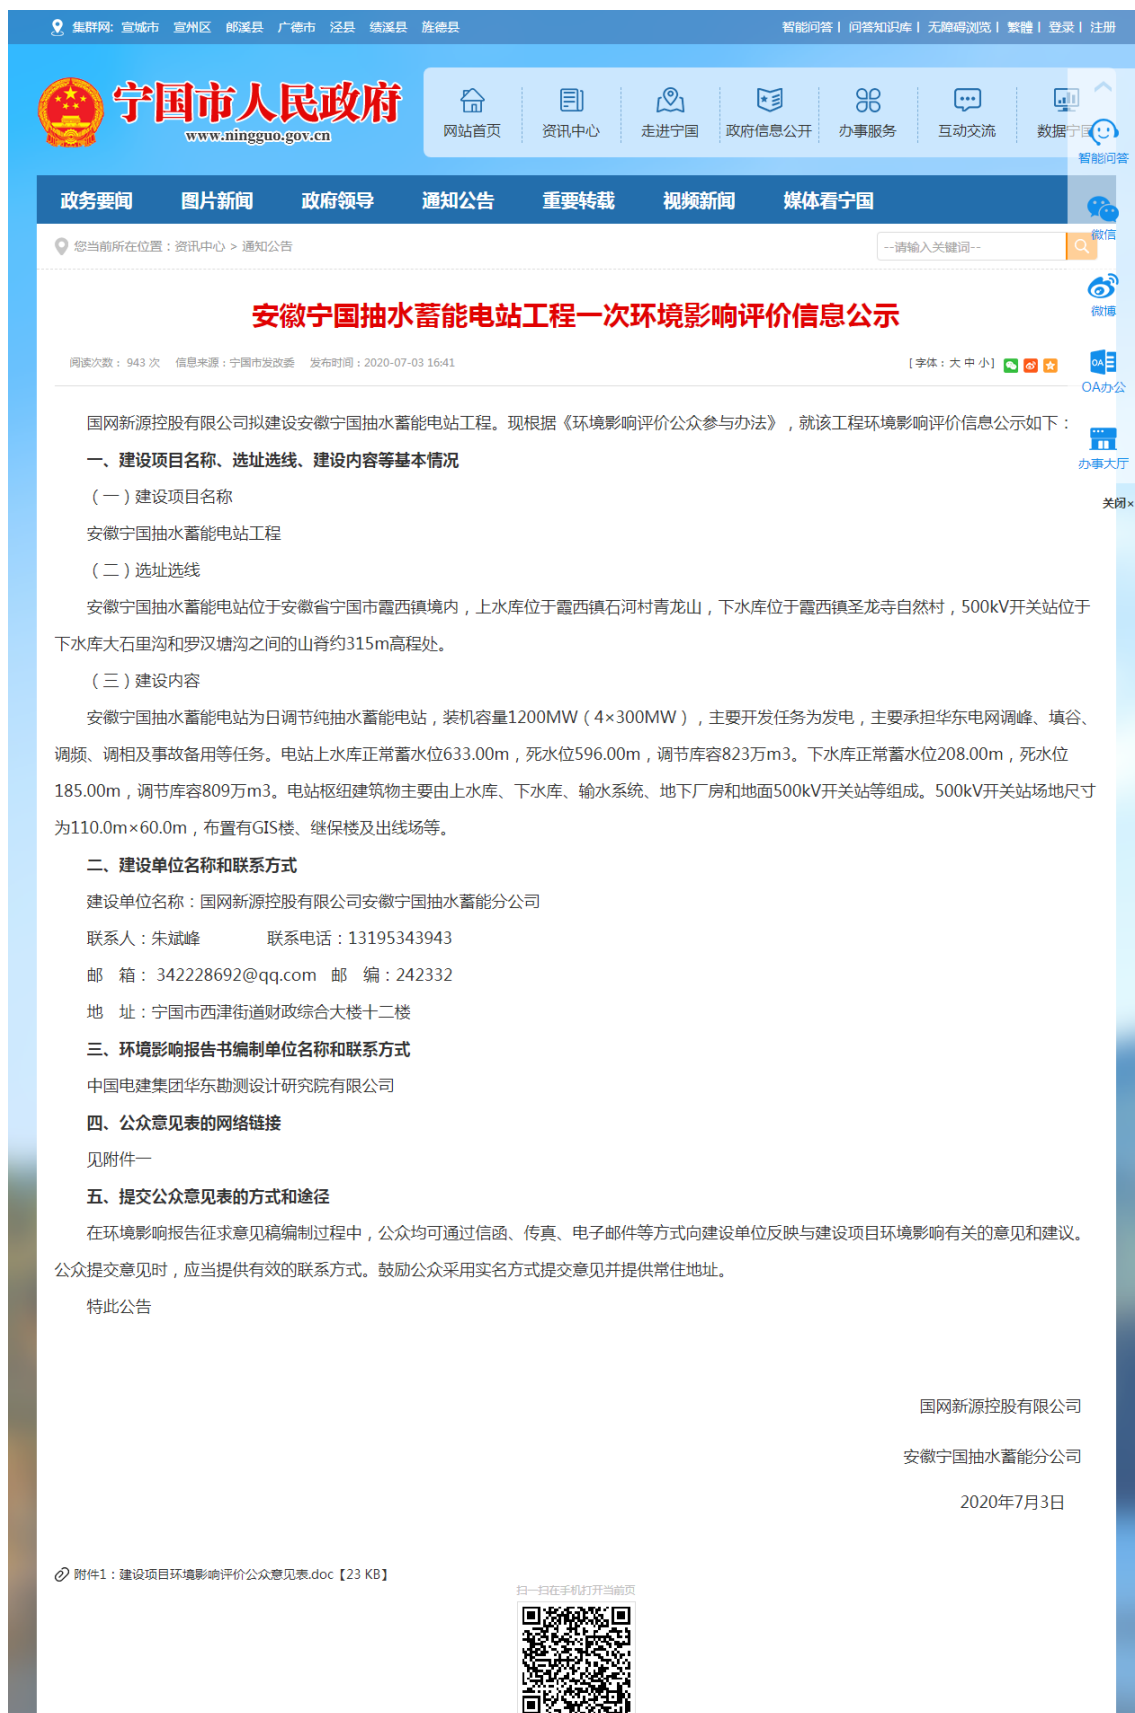 集群网: 宣城市 宣州区 郎溪县 广德市 泾县 绩溪县 旌德县
智能问答 | 问答知识库 | 无障碍浏览 | 繁體 | 登录 | 注册
宁国市人民政府
www.ningguo.gov.cn
网站首页 资讯中心 走进宁国 政府信息公开 办事服务 互动交流 数据宁国
智能问答
政务要闻 图片新闻 政府领导 通知公告 重要转载 视频新闻 媒体看宁国
微信
您当前所在位置：资讯中心 > 通知公告
--请输入关键词--
安徽宁国抽水蓄能电站工程一次环境影响评价信息公示
微博
阅读次数： 943 次 信息来源：宁国市发改委 发布时间：2020-07-03 16:41
[ 字体：大 中 小 ]
OA
OA办公
国网新源控股有限公司拟建设安徽宁国抽水蓄能电站工程。现根据《环境影响评价公众参与办法》，就该工程环境影响评价信息公示如下：
一、建设项目名称、选址选线、建设内容等基本情况
办事大厅
（一）建设项目名称
关闭×
安徽宁国抽水蓄能电站工程
（二）选址选线
安徽宁国抽水蓄能电站位于安徽省宁国市霞西镇境内，上水库位于霞西镇石河村青龙山，下水库位于霞西镇圣龙寺自然村，500kV开关站位于
下水库大石里沟和罗汉塘沟之间的山脊约315m高程处。
（三）建设内容
安徽宁国抽水蓄能电站为日调节纯抽水蓄能电站，装机容量1200MW（4×300MW），主要开发任务为发电，主要承担华东电网调峰、填谷、
调频、调相及事故备用等任务。电站上水库正常蓄水位633.00m，死水位596.00m，调节库容823万m3。下水库正常蓄水位208.00m，死水位
185.00m，调节库容809万m3。电站枢纽建筑物主要由上水库、下水库、输水系统、地下厂房和地面500kV开关站等组成。500kV开关站场地尺寸
为110.0m×60.0m，布置有GIS楼、继保楼及出线场等。
二、建设单位名称和联系方式
建设单位名称：国网新源控股有限公司安徽宁国抽水蓄能分公司
联系人：朱斌峰 联系电话：13195343943
邮 箱： 342228692@qq.com 邮 编：242332
地 址：宁国市西津街道财政综合大楼十二楼
三、环境影响报告书编制单位名称和联系方式
中国电建集团华东勘测设计研究院有限公司
四、公众意见表的网络链接
见附件一
五、提交公众意见表的方式和途径
在环境影响报告征求意见稿编制过程中，公众均可通过信函、传真、电子邮件等方式向建设单位反映与建设项目环境影响有关的意见和建议。
公众提交意见时，应当提供有效的联系方式。鼓励公众采用实名方式提交意见并提供常住地址。
特此公告
国网新源控股有限公司
安徽宁国抽水蓄能分公司
2020年7月3日
附件1：建设项目环境影响评价公众意见表.doc【23 KB】
扫一扫在手机打开当前页